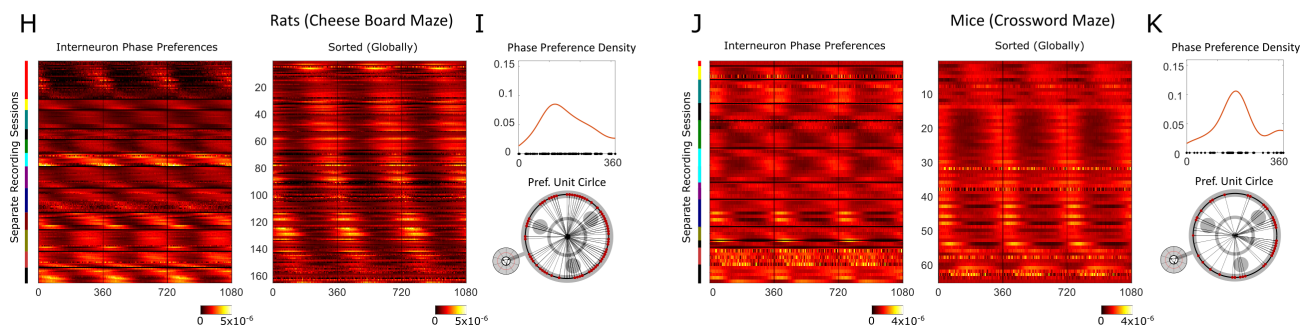 H
Rats (Cheese Board Maze)
Interneuron Phase Preferences
Sorted (Globally)
Separate Recording Sessions
20
40
60
80
100
120
140
160
0 360 720 1080
0 360 720 1080
0 5x10⁻⁶
0 5x10⁻⁶
I
Phase Preference Density
0.15
0.1
0.05
0
0 360
Pref. Unit Cirlce
J
Mice (Crossword Maze)
Interneuron Phase Preferences
Sorted (Globally)
Separate Recording Sessions
10
20
30
40
50
60
0 360 720 1080
0 360 720 1080
0 4x10⁻⁶
0 4x10⁻⁶
K
Phase Preference Density
0.15
0.1
0.05
0
0 360
Pref. Unit Cirlce